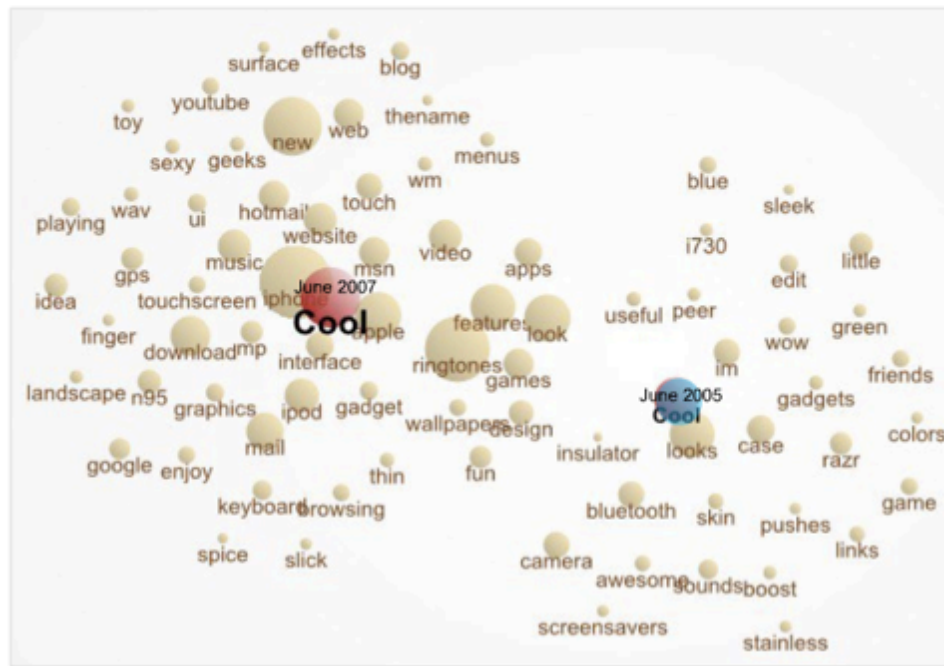 effects
surface
blog
youtube
toy
thename
new
web
sexy
geeks
menus
wm
blue
sleek
playing
wav
ui
hotmail
touch
website
i730
music
msn
video
apps
little
gps
edit
idea
touchscreen
iphone
June 2007
Cool
apple
features
look
useful
peer
green
finger
download
mp
interface
ringtones
games
wow
im
friends
landscape
n95
graphics
ipod
gadget
wallpapers
design
June 2005
Cool
gadgets
colors
google
enjoy
mail
thin
fun
insulator
looks
case
razr
keyboard
browsing
bluetooth
skin
pushes
game
links
spice
slick
camera
awesome
sounds
boost
screensavers
stainless